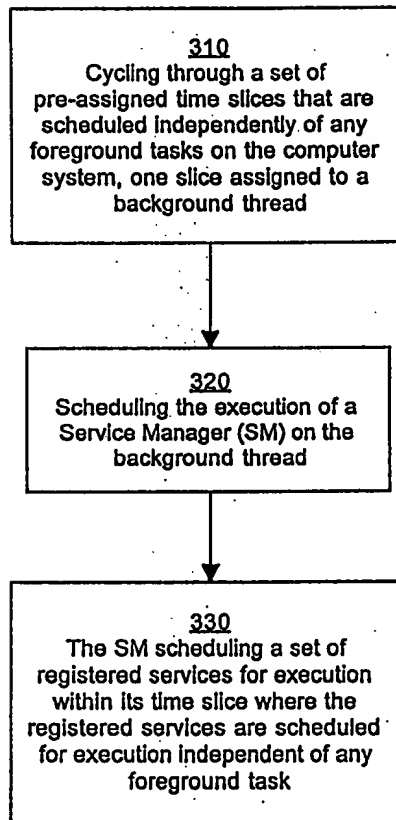 310
Cycling through a set of
pre-assigned time slices that are
scheduled independently of any
foreground tasks on the computer
system, one slice assigned to a
background thread
320
Scheduling the execution of a
Service Manager (SM) on the
background thread
330
The SM scheduling a set of
registered services for execution
within its time slice where the
registered services are scheduled
for execution independent of any
foreground task